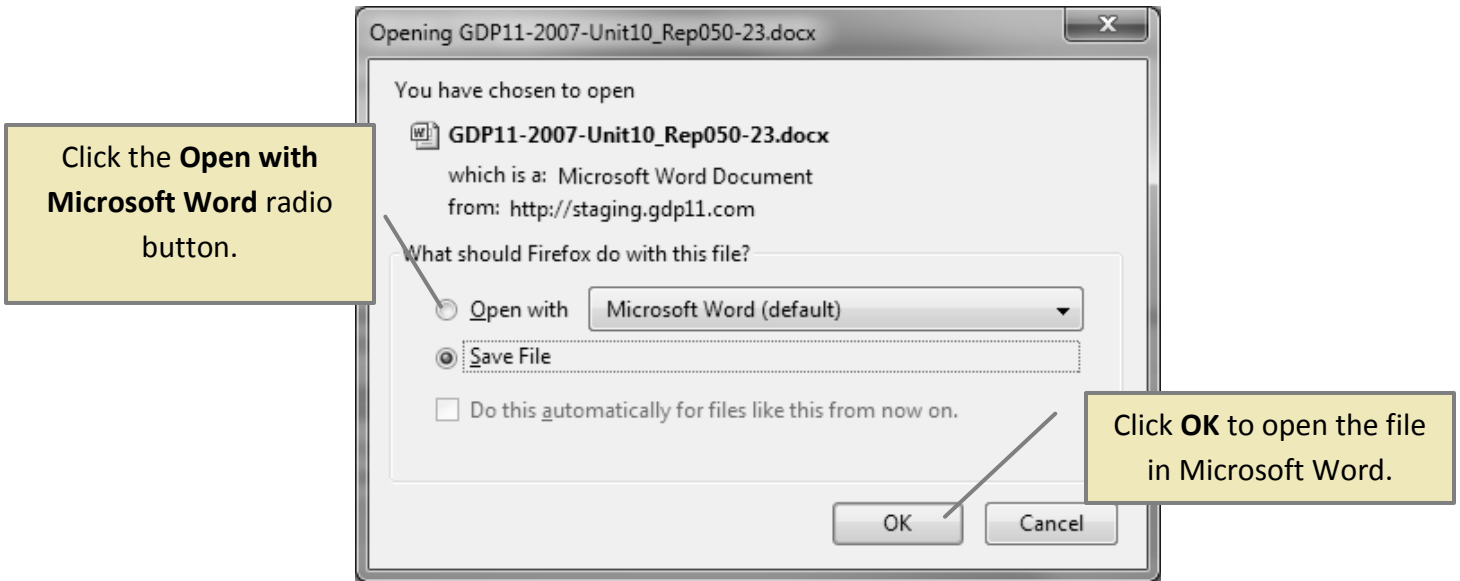 Opening GDP11-2007-Unit10_Rep050-23.docx
X
You have chosen to open
GDP11-2007-Unit10_Rep050-23.docx
which is a: Microsoft Word Document
from: http://staging.gdp11.com
Click the Open with
Microsoft Word radio
button.
What should Firefox do with this file?
Open with
Microsoft Word (default)
Save File
Do this automatically for files like this from now on.
Click OK to open the file
in Microsoft Word.
OK
Cancel